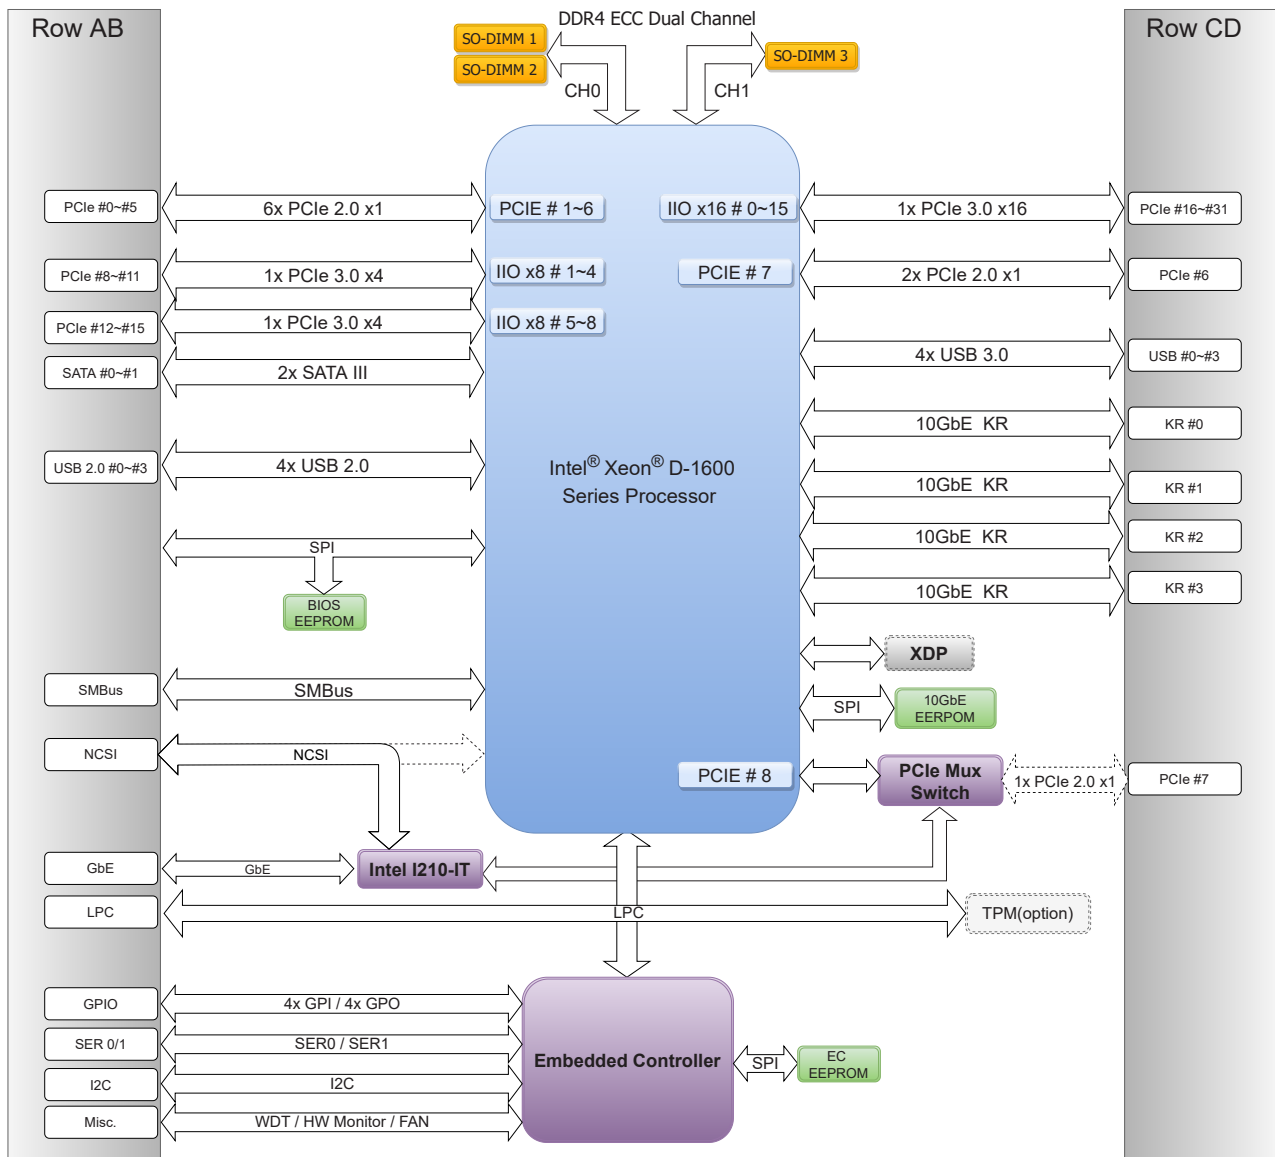 Row AB
DDR4 ECC Dual Channel
Row CD
SO-DIMM 1
SO-DIMM 2
SO-DIMM 3
CH0
CH1
PCIe #0~#5
6x PCIe 2.0 x1
PCIE # 1~6
IIO x16 # 0~15
1x PCIe 3.0 x16
PCIe #16~#31
PCIe #8~#11
1x PCIe 3.0 x4
IIO x8 # 1~4
PCIE # 7
2x PCIe 2.0 x1
PCIe #6
PCIe #12~#15
1x PCIe 3.0 x4
IIO x8 # 5~8
SATA #0~#1
2x SATA III
4x USB 3.0
USB #0~#3
10GbE KR
KR #0
USB 2.0 #0~#3
4x USB 2.0
Intel® Xeon® D-1600
Series Processor
10GbE KR
KR #1
SPI
10GbE KR
KR #2
BIOS
EEPROM
10GbE KR
KR #3
XDP
SMBus
SMBus
SPI
10GbE
EERPOM
NCSI
NCSI
PCIE # 8
PCIe Mux
Switch
1x PCIe 2.0 x1
PCIe #7
GbE
GbE
Intel I210-IT
LPC
LPC
TPM(option)
GPIO
4x GPI / 4x GPO
SER 0/1
SER0 / SER1
Embedded Controller
SPI
EC
EEPROM
I2C
I2C
Misc.
WDT / HW Monitor / FAN